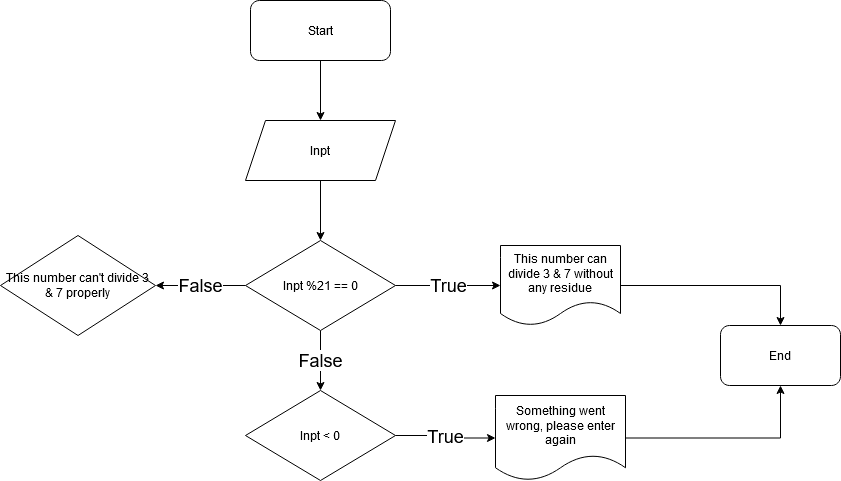 Start
Inpt
This number can't divide 3
& 7 properly
False
Inpt %21 == 0
True
This number can
divide 3 & 7 without
any residue
End
False
Inpt < 0
True
Something went
wrong, please enter
again